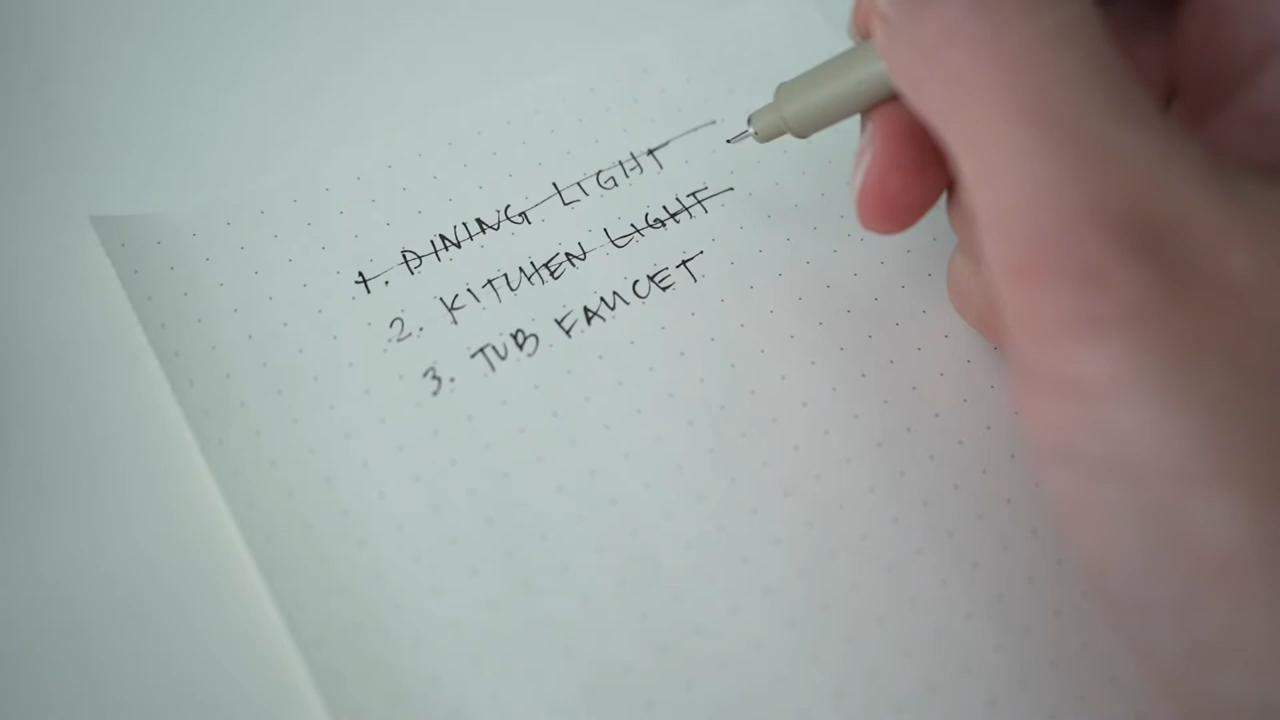 1. DINING LIGHT
2. KITCHEN LIGHT
3. TUB FAUCET